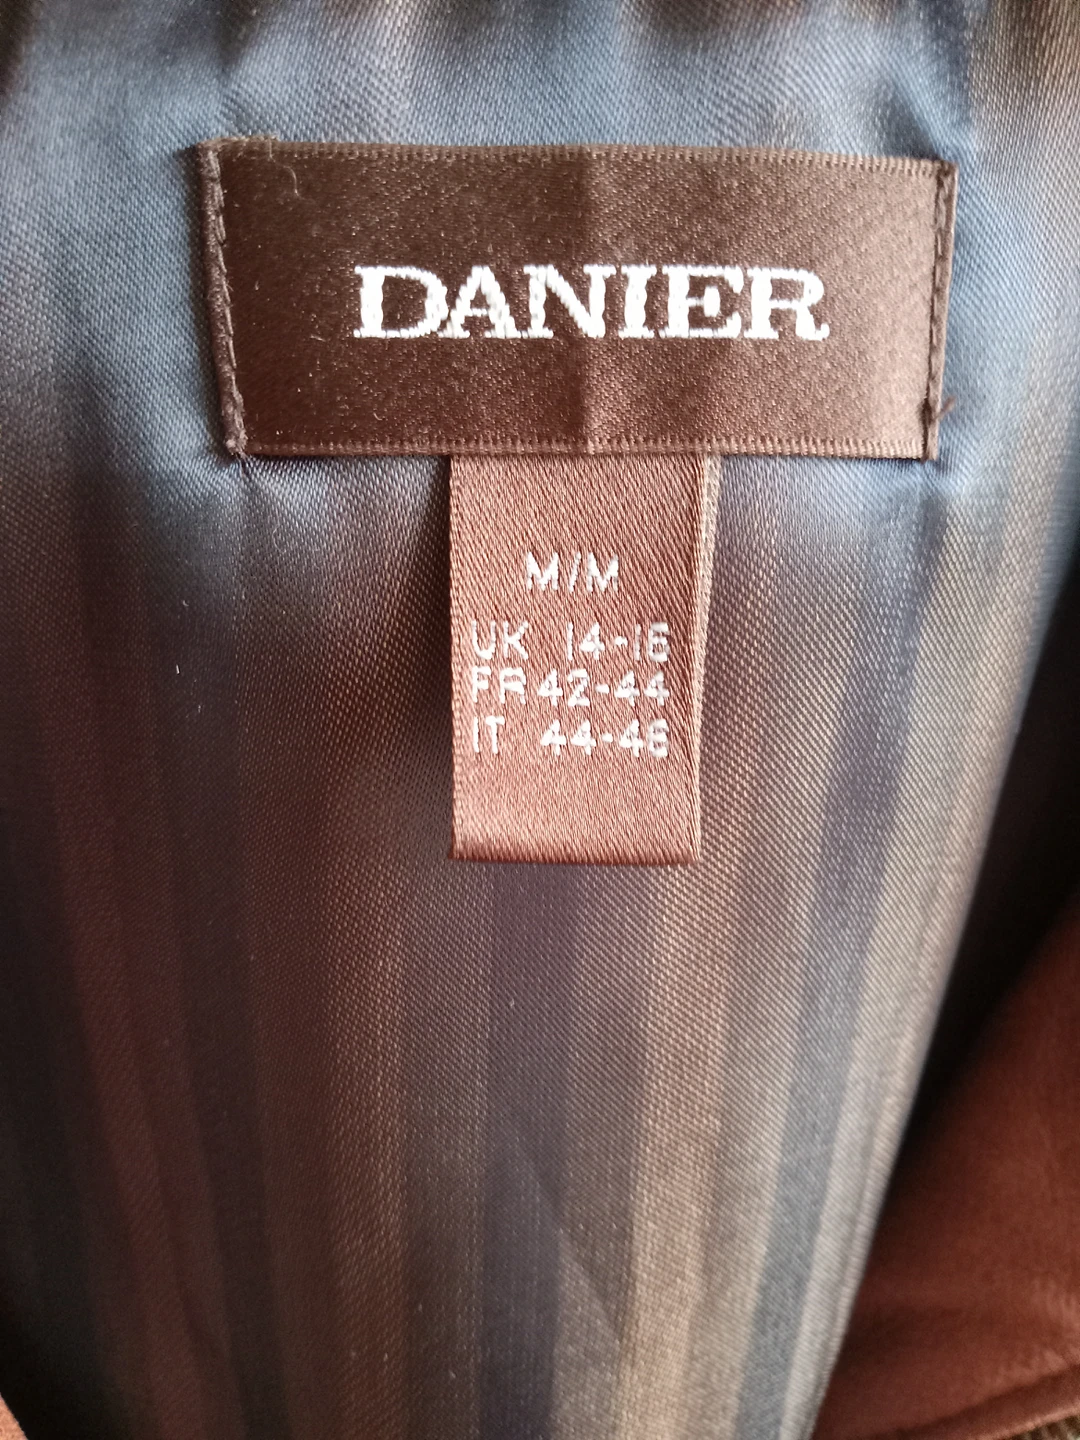 DANIER
M/M
UK 14-16
FR 42-44
IT 44-46